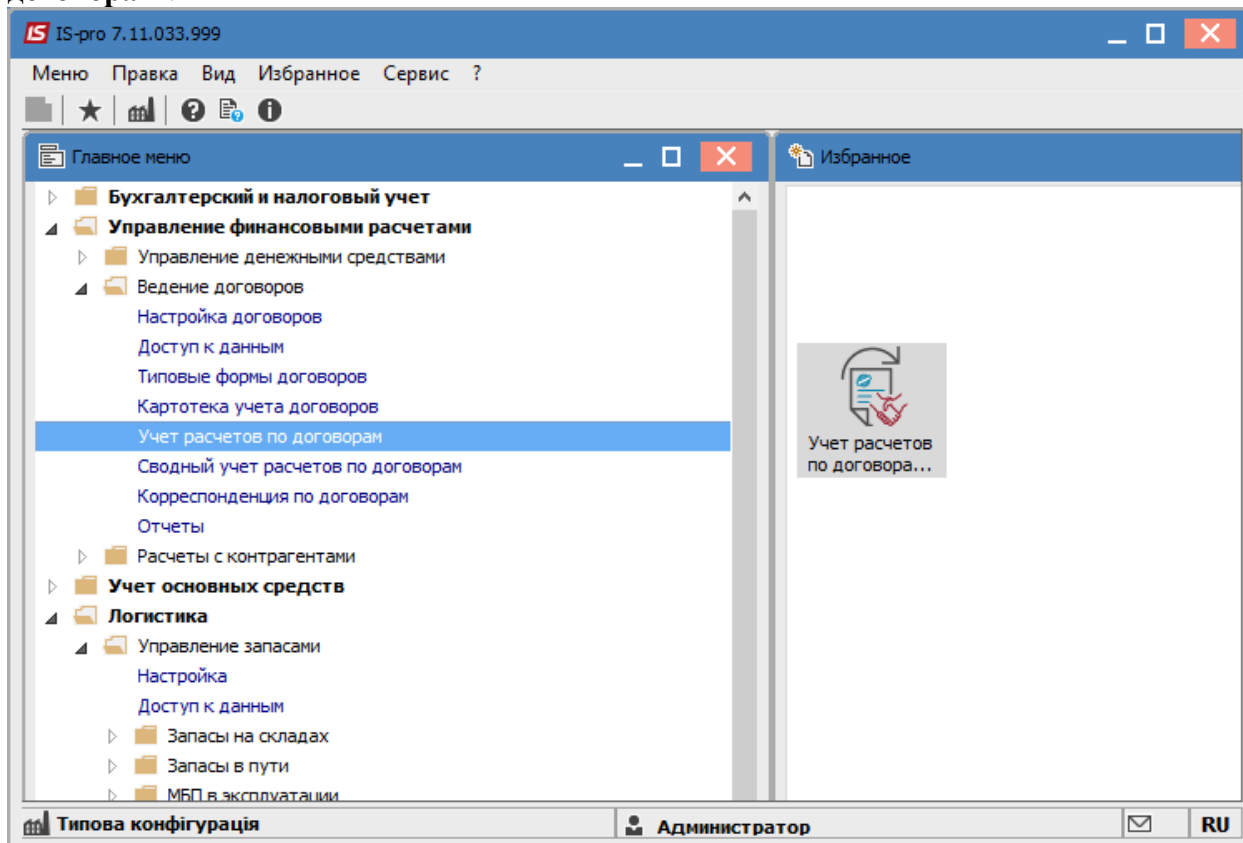 IS-pro 7.11.033.999
Меню Правка Вид Избранное Сервис ?
Главное меню
Бухгалтерский и налоговый учет
Управление финансовыми расчетами
Управление денежными средствами
Ведение договоров
Настройка договоров
Доступ к данным
Типовые формы договоров
Картотека учета договоров
Учет расчетов по договорам
Сводный учет расчетов по договорам
Корреспонденция по договорам
Отчеты
Расчеты с контрагентами
Учет основных средств
Логистика
Управление запасами
Настройка
Доступ к данным
Запасы на складах
Запасы в пути
МБП в эксплуатации
Избранное
Учет расчетов
по договора...
Типова конфігурація
Администратор
RU